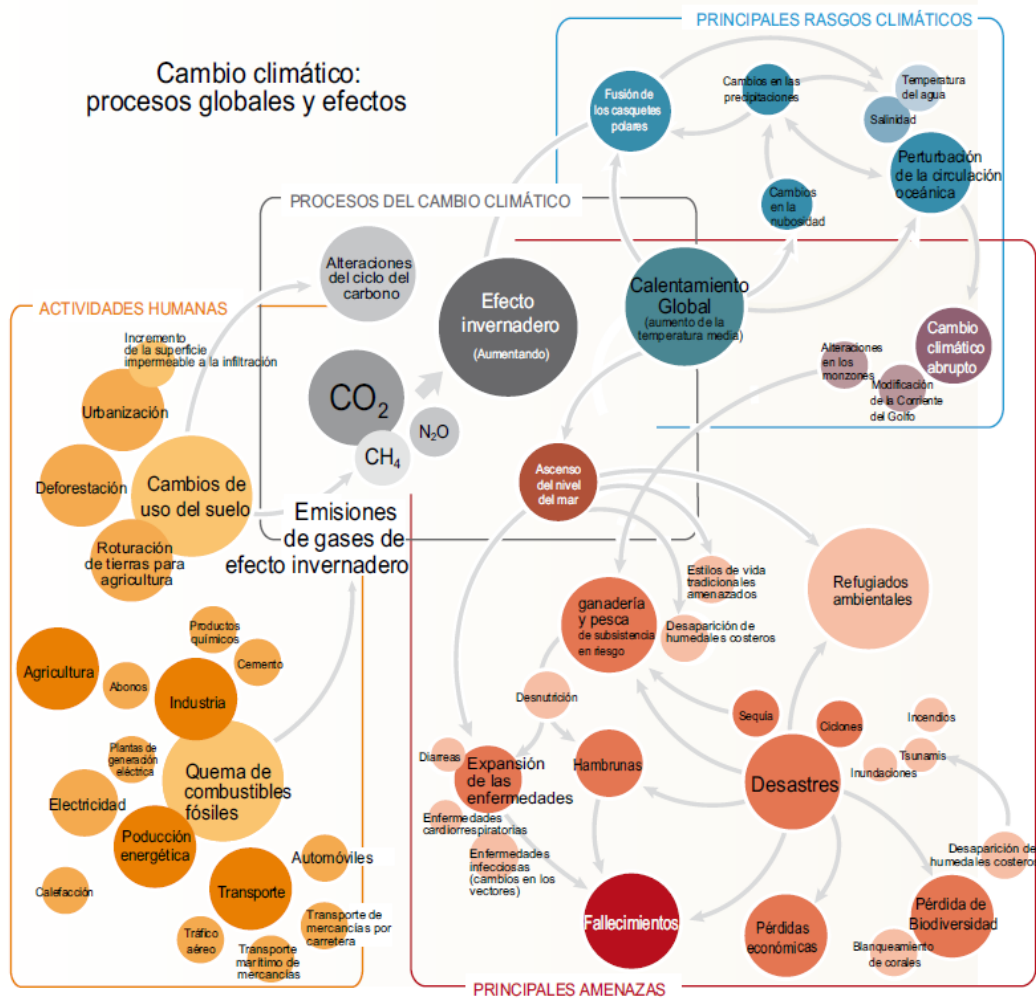 Cambio climático:
procesos globales y efectos
PRINCIPALES RASGOS CLIMÁTICOS
Fusión de
los casquetes
polares
Cambios en las
precipitaciones
Temperatura
del agua
Salinidad
Perturbación
de la circulación
oceánica
Cambios
en la
nubosidad
PROCESOS DEL CAMBIO CLIMÁTICO
Alteraciones
del ciclo del
carbono
Efecto
invernadero
(Aumentando)
Calentamiento
Global
(aumento de la
temperatura media)
Cambio
climático
abrupto
Alteraciones
en los
monzones
Modificación
de la Corriente
del Golfo
CO₂
N₂O
CH₄
Emisiones
de gases de
efecto invernadero
ACTIVIDADES HUMANAS
Incremento
de la superficie
impermeable a la infiltración
Urbanización
Deforestación
Cambios de
uso del suelo
Roturación
de tierras para
agricultura
Productos
químicos
Cemento
Agricultura
Abonos
Industria
Plantas de
generación
eléctrica
Quema de
combustibles
fósiles
Electricidad
Poducción
energética
Automóviles
Calefacción
Transporte
Tráfico
aéreo
Transporte
marítimo de
mercancías
Transporte de
mercancías por
carretera
Ascenso
del nivel
del mar
Estilos de vida
tradicionales
amenazados
Refugiados
ambientales
ganadería
y pesca
de subsistencia
en riesgo
Desaparición de
humedales costeros
Desnutrición
Sequía
Ciclones
Incendios
Diarreas
Expansión
de las
enfermedades
Hambrunas
Desastres
Inundaciones
Tsunamis
Enfermedades
cardiorrespiratorias
Enfermedades
infecciosas
(cambios en los
vectores)
Desaparición de
humedales costeros
Fallecimientos
Pérdidas
económicas
Pérdida de
Biodiversidad
Blanqueamiento
de corales
PRINCIPALES AMENAZAS